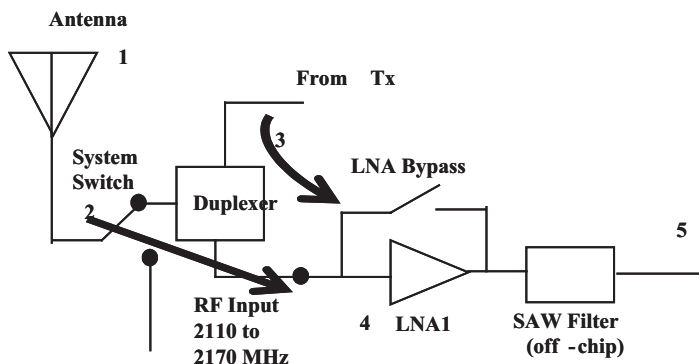 Antenna
1
From Tx
3
System
Switch
LNA Bypass
2
Duplexer
5
RF Input
2110 to
2170 MHz
4
LNA1
SAW Filter
(off -chip)